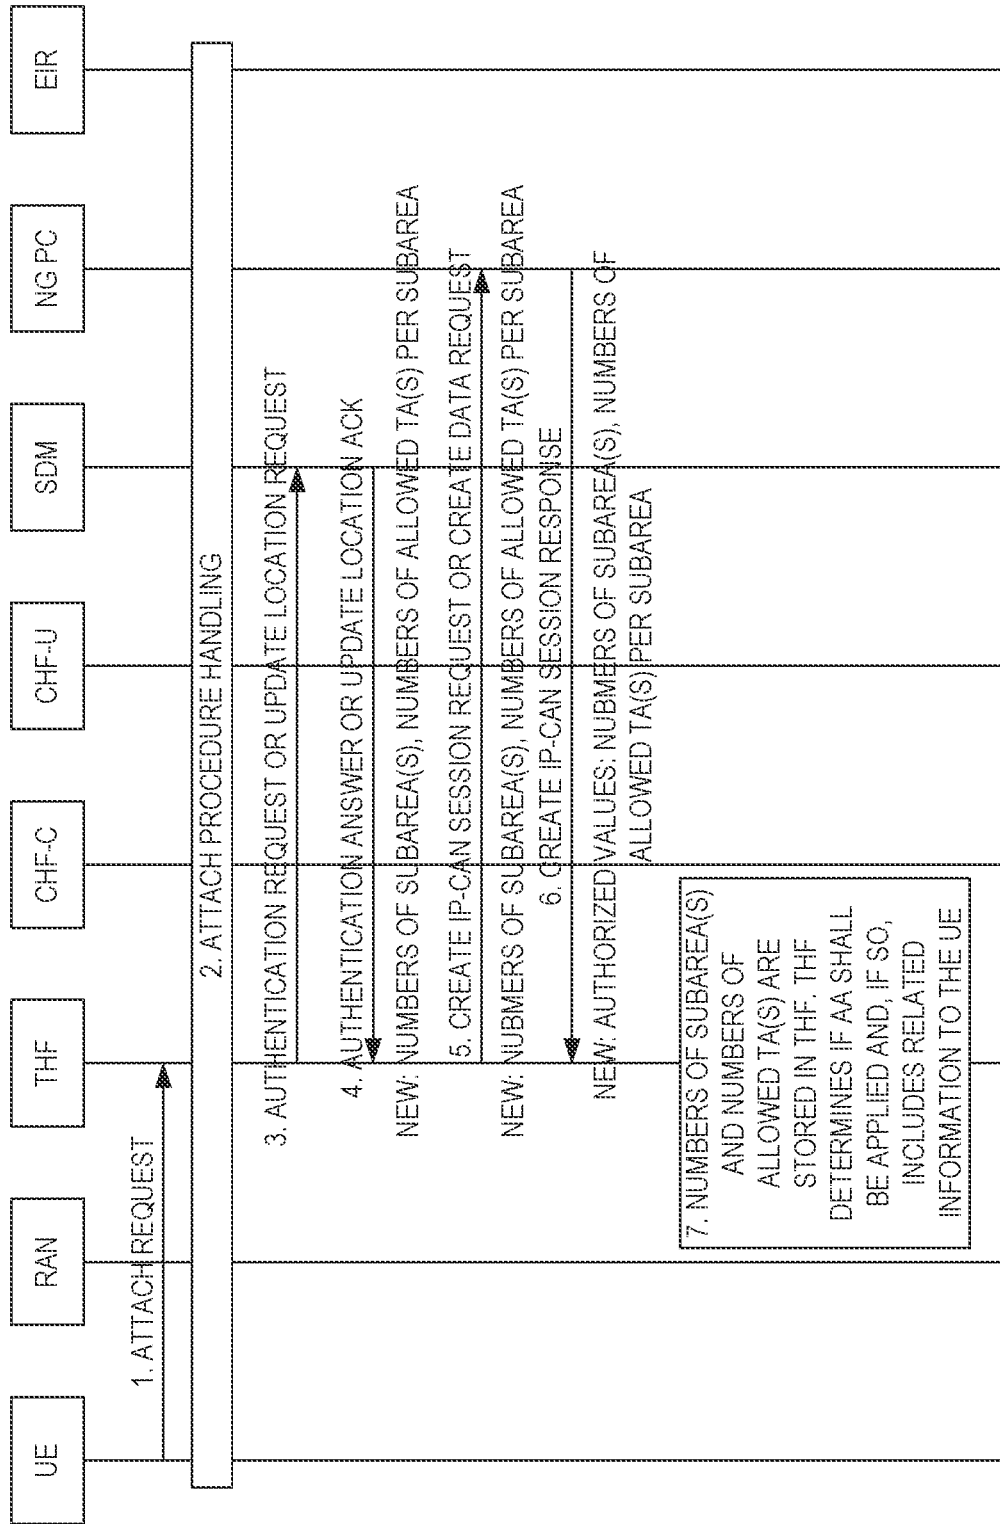 UE
RAN
THF
CHF-C
CHF-U
SDM
NG PC
EIR
1. ATTACH REQUEST
2. ATTACH PROCEDURE HANDLING
3. AUTHENTICATION REQUEST OR UPDATE LOCATION REQUEST
4. AUTHENTICATION ANSWER OR UPDATE LOCATION ACK
NEW: NUMBERS OF SUBAREA(S), NUMBERS OF ALLOWED TA(S) PER SUBAREA
5. CREATE IP-CAN SESSION REQUEST OR CREATE DATA REQUEST
NEW: NUBMERS OF SUBAREA(S), NUMBERS OF ALLOWED TA(S) PER SUBAREA
6. CREATE IP-CAN SESSION RESPONSE
NEW: AUTHORIZED VALUES: NUBMERS OF SUBAREA(S), NUMBERS OF
ALLOWED TA(S) PER SUBAREA
7. NUMBERS OF SUBAREA(S)
AND NUMBERS OF
ALLOWED TA(S) ARE
STORED IN THF. THF
DETERMINES IF AA SHALL
BE APPLIED AND, IF SO,
INCLUDES RELATED
INFORMATION TO THE UE